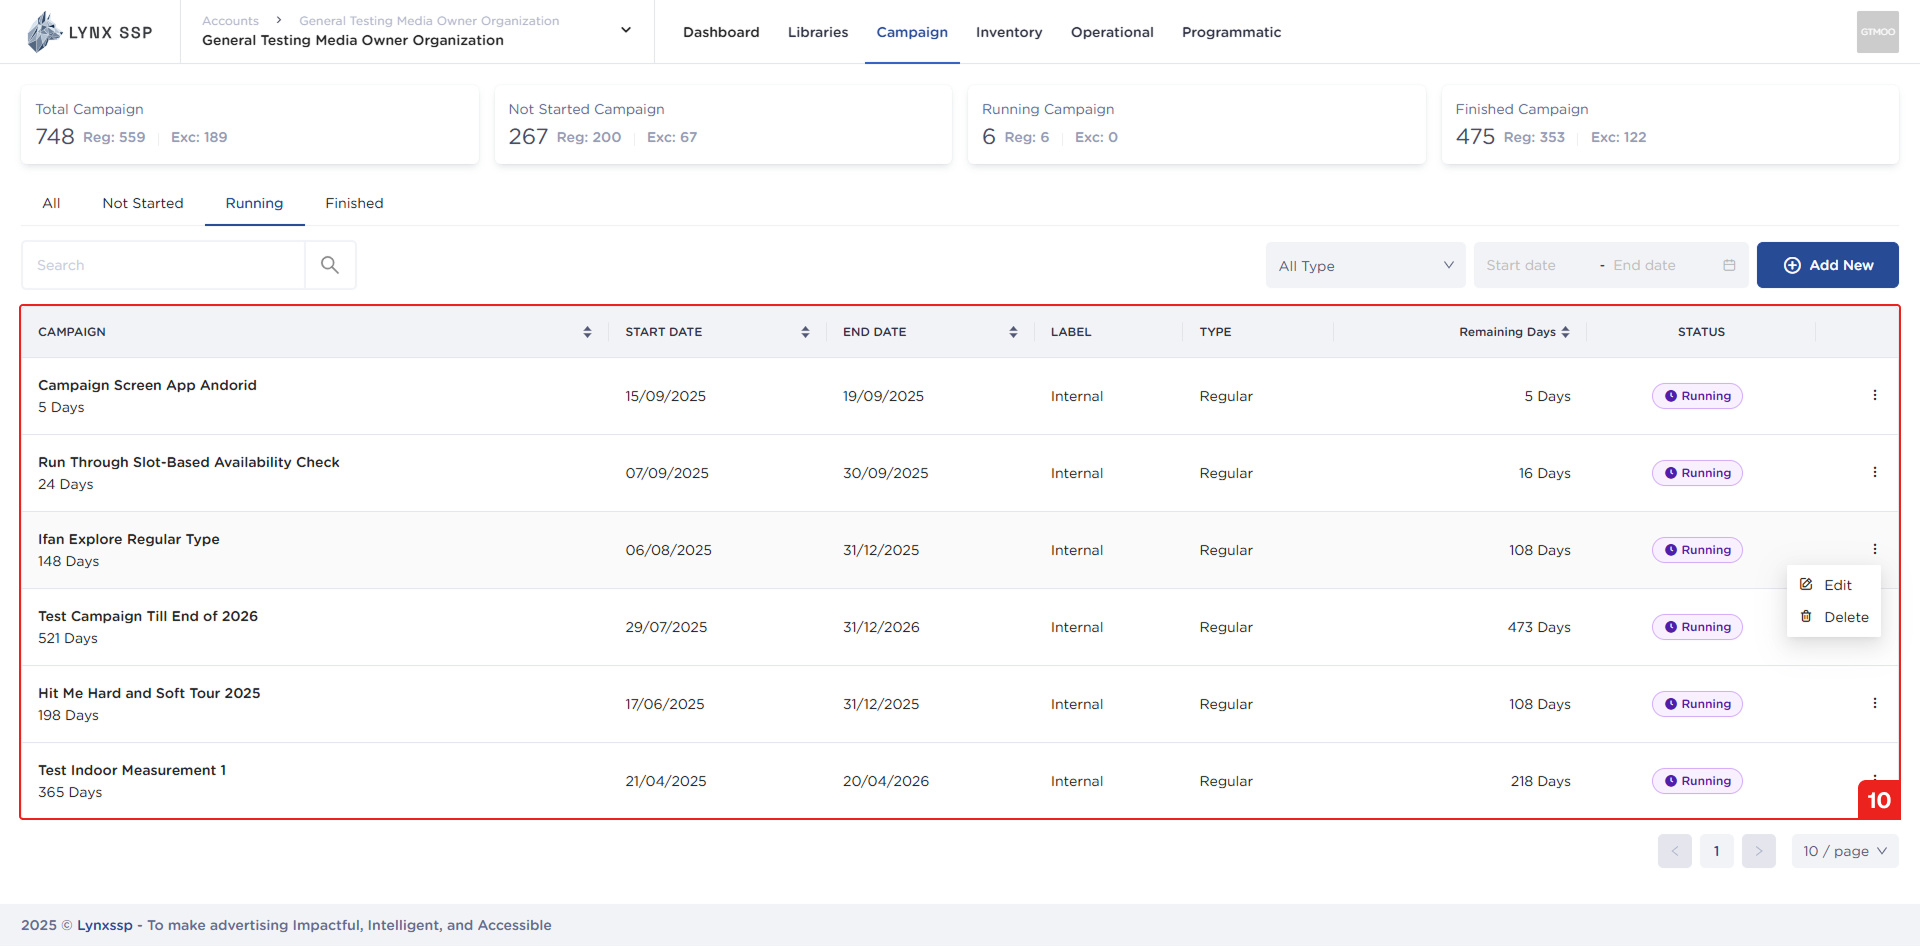 LYNX SSP
Accounts > General Testing Media Owner Organization
General Testing Media Owner Organization
Dashboard Libraries Campaign Inventory Operational Programmatic
GTMOO
Total Campaign
748 Reg: 559 Exc: 189
Not Started Campaign
267 Reg: 200 Exc: 67
Running Campaign
6 Reg: 6 Exc: 0
Finished Campaign
475 Reg: 353 Exc: 122
All Not Started Running Finished
Search
All Type
Start date - End date
Add New
CAMPAIGN START DATE END DATE LABEL TYPE Remaining Days STATUS
Campaign Screen App Andorid
5 Days
15/09/2025 19/09/2025 Internal Regular 5 Days Running
Run Through Slot-Based Availability Check
24 Days
07/09/2025 30/09/2025 Internal Regular 16 Days Running
Ifan Explore Regular Type
148 Days
06/08/2025 31/12/2025 Internal Regular 108 Days Running
Edit
Delete
Test Campaign Till End of 2026
521 Days
29/07/2025 31/12/2026 Internal Regular 473 Days Running
Hit Me Hard and Soft Tour 2025
198 Days
17/06/2025 31/12/2025 Internal Regular 108 Days Running
Test Indoor Measurement 1
365 Days
21/04/2025 20/04/2026 Internal Regular 218 Days Running
10
< 1 > 10 / page
2025 © Lynxssp - To make advertising Impactful, Intelligent, and Accessible